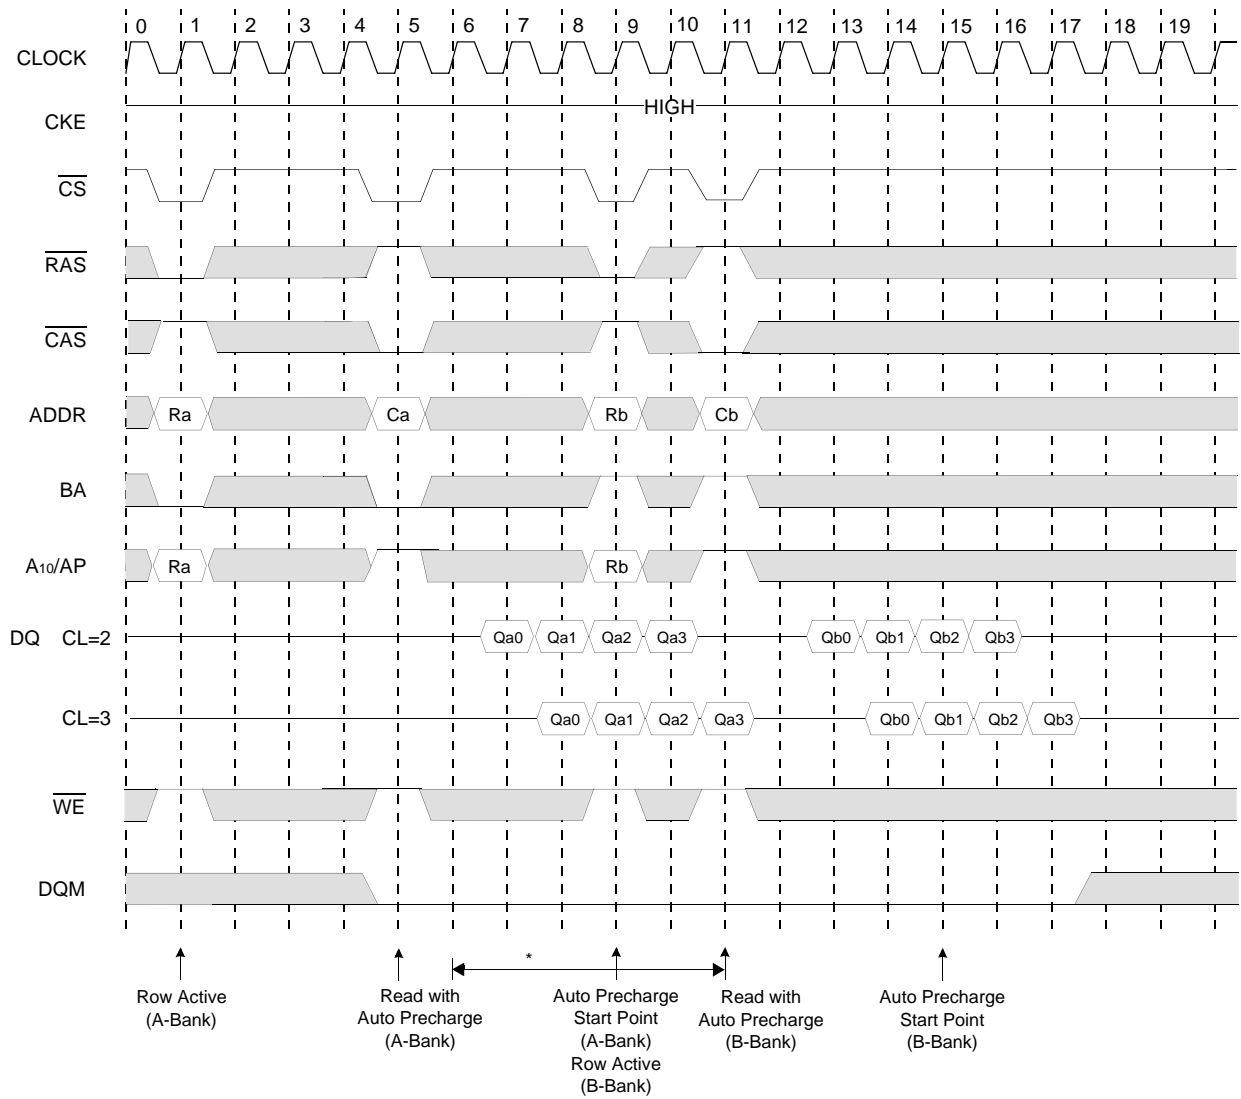 0 1 2 3 4 5 6 7 8 9 10 11 12 13 14 15 16 17 18 19
CLOCK
HIGH
CKE
CS
RAS
CAS
ADDR Ra Ca Rb Cb
BA
A10/AP Ra Rb
DQ CL=2 Qa0 Qa1 Qa2 Qa3 Qb0 Qb1 Qb2 Qb3
CL=3 Qa0 Qa1 Qa2 Qa3 Qb0 Qb1 Qb2 Qb3
WE
DQM
*
Row Active
(A-Bank)
Read with
Auto Precharge
(A-Bank)
Auto Precharge
Start Point
(A-Bank)
Row Active
(B-Bank)
Read with
Auto Precharge
(B-Bank)
Auto Precharge
Start Point
(B-Bank)